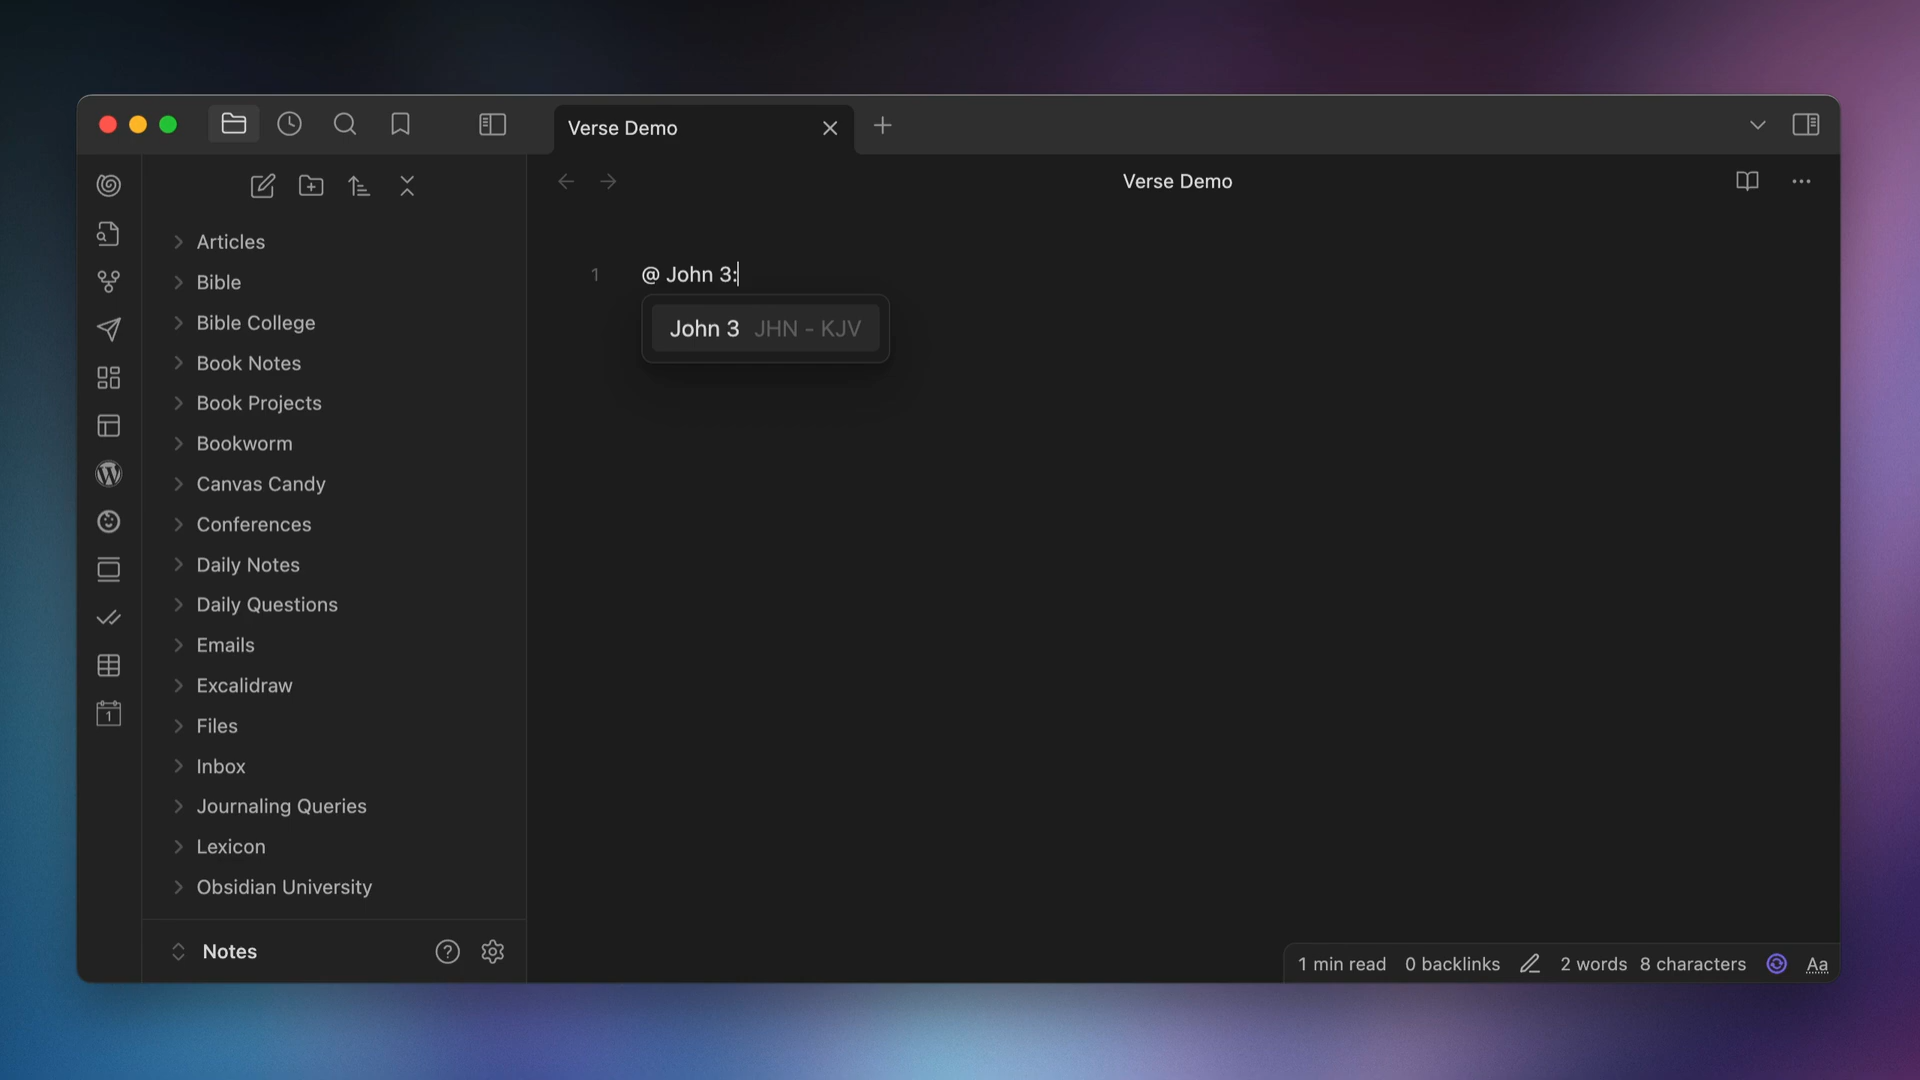 Verse Demo
Verse Demo
Articles
Bible
Bible College
Book Notes
Book Projects
Bookworm
Canvas Candy
Conferences
Daily Notes
Daily Questions
Emails
Excalidraw
Files
Inbox
Journaling Queries
Lexicon
Obsidian University
Notes
1
1 @ John 3:
John 3 JHN - KJV
1 min read 0 backlinks 2 words 8 characters Aa